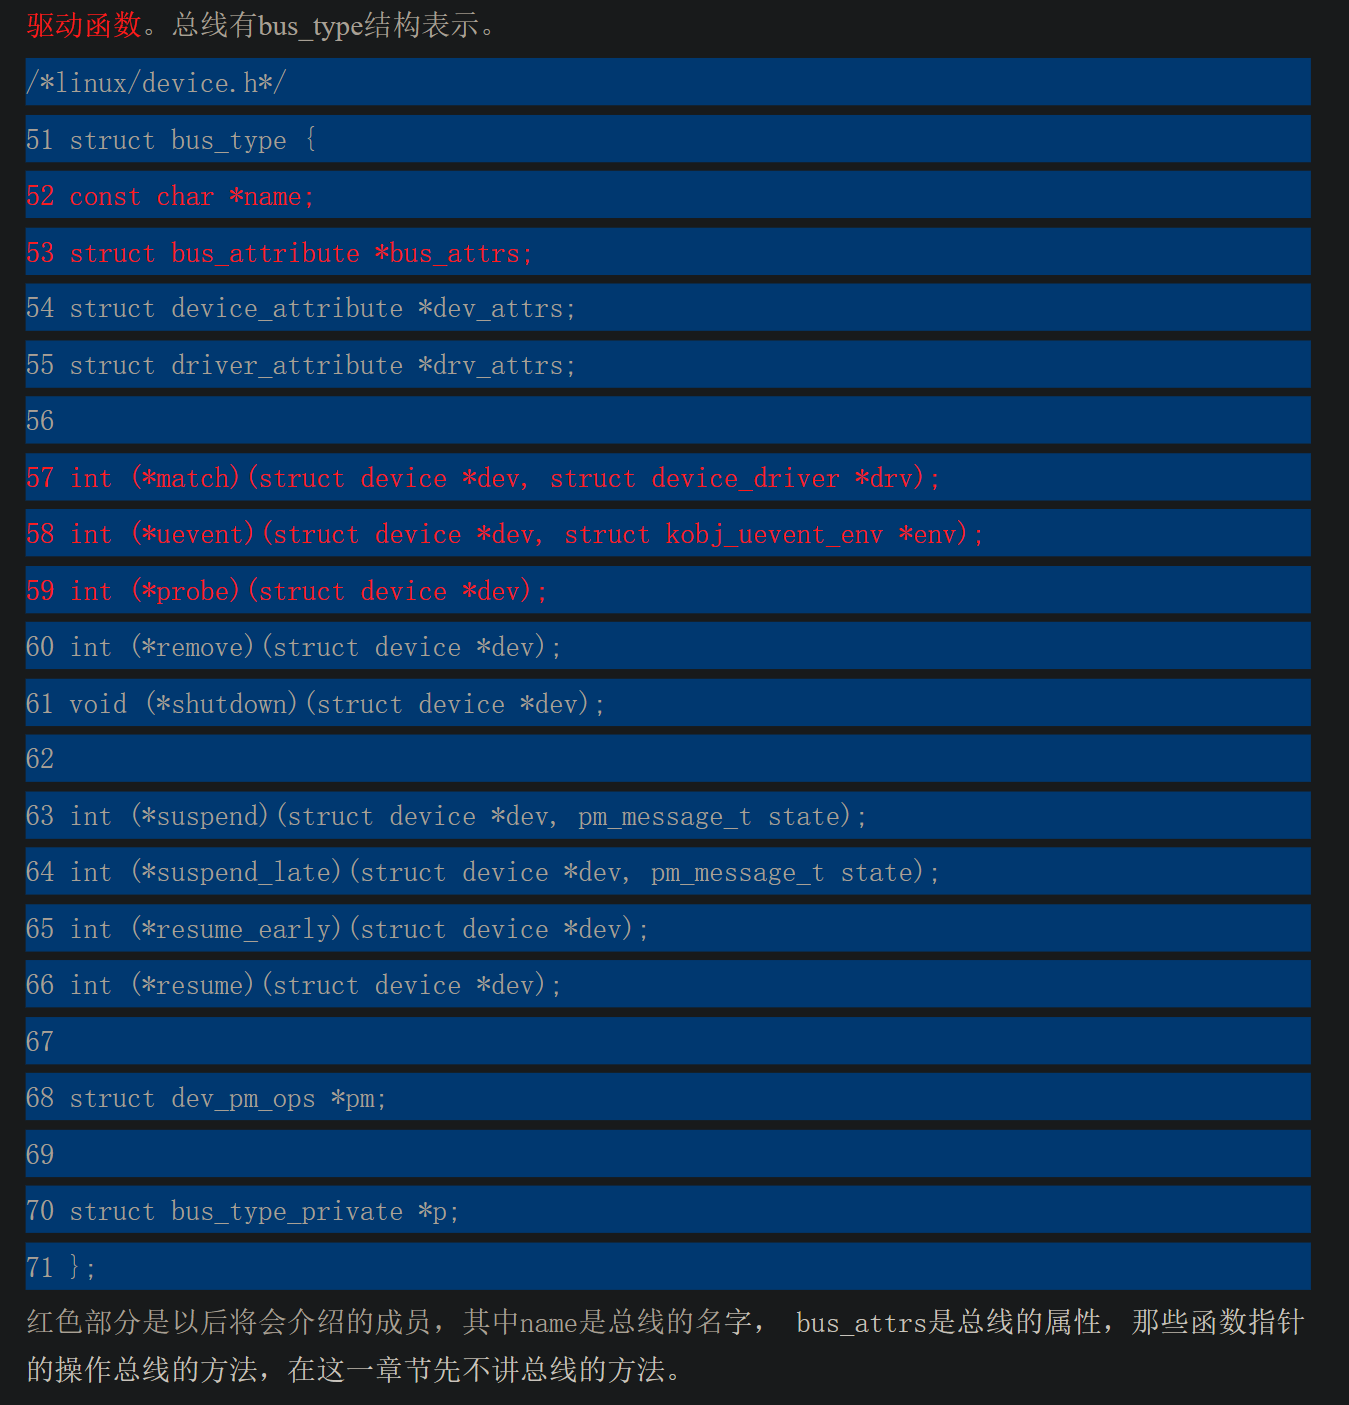 驱动函数。总线有bus_type结构表示。
/*linux/device.h*/
51 struct bus_type {
52 const char *name;
53 struct bus_attribute *bus_attrs;
54 struct device_attribute *dev_attrs;
55 struct driver_attribute *drv_attrs;
56
57 int (*match)(struct device *dev, struct device_driver *drv);
58 int (*uevent)(struct device *dev, struct kobj_uevent_env *env);
59 int (*probe)(struct device *dev);
60 int (*remove)(struct device *dev);
61 void (*shutdown)(struct device *dev);
62
63 int (*suspend)(struct device *dev, pm_message_t state);
64 int (*suspend_late)(struct device *dev, pm_message_t state);
65 int (*resume_early)(struct device *dev);
66 int (*resume)(struct device *dev);
67
68 struct dev_pm_ops *pm;
69
70 struct bus_type_private *p;
71 };
红色部分是以后将会介绍的成员，其中name是总线的名字， bus_attrs是总线的属性，那些函数指针
的操作总线的方法，在这一章节先不讲总线的方法。